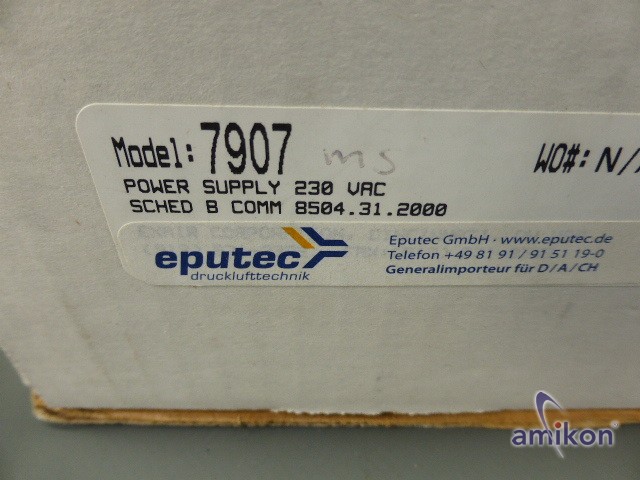 Model: 7907 ms WO#: N/A
POWER SUPPLY 230 VAC
SCHED B COMM 8504.31.2000
eputec
drucklufttechnik
Eputec GmbH · www.eputec.de
Telefon +49 81 91 / 91 51 19-0
Generalimporteur für D/A/CH
amikon